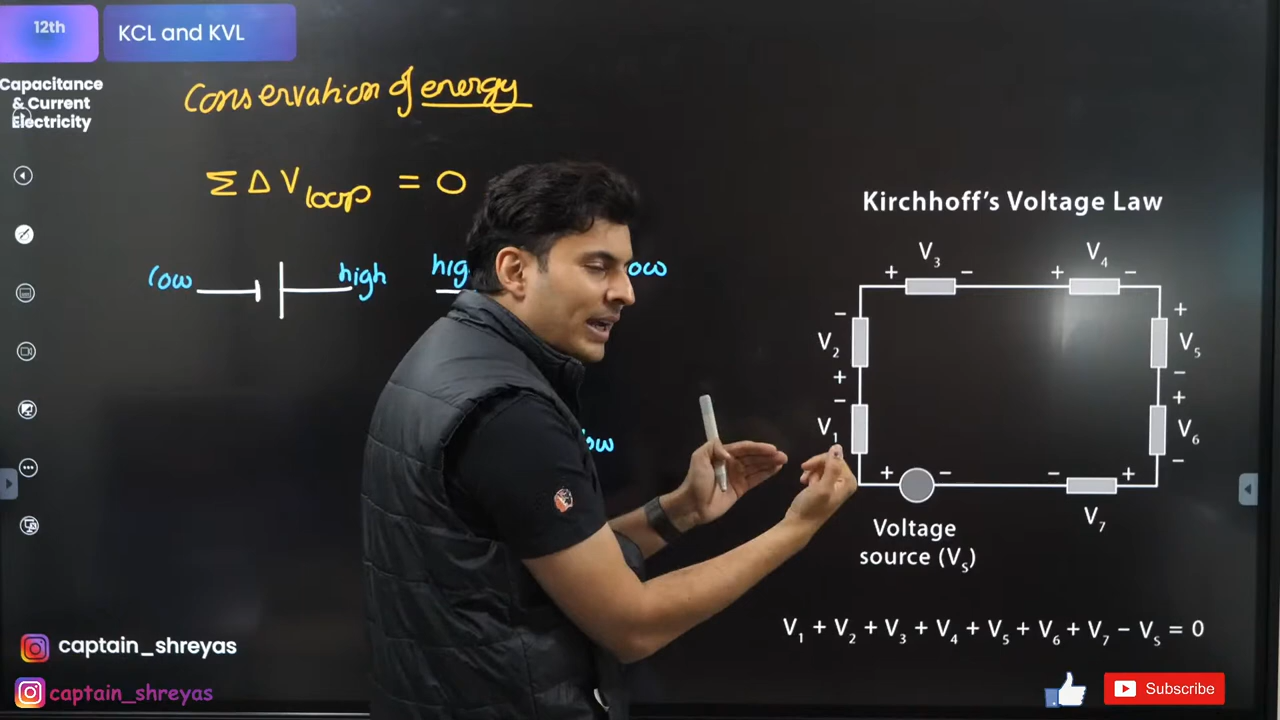 12th
KCL and KVL
Capacitance
& Current
Electricity
Conservation of energy
Σ Δ V loop = 0
Kirchhoff's Voltage Law
low
high
V₃
V₄
+ − + −
− +
V₂ V₅
+ −
− +
V₁ V₆
−
+ − − +
V₇
Voltage
source (Vₛ)
V₁ + V₂ + V₃ + V₄ + V₅ + V₆ + V₇ − Vₛ = 0
captain_shreyas
captain_shreyas
Subscribe